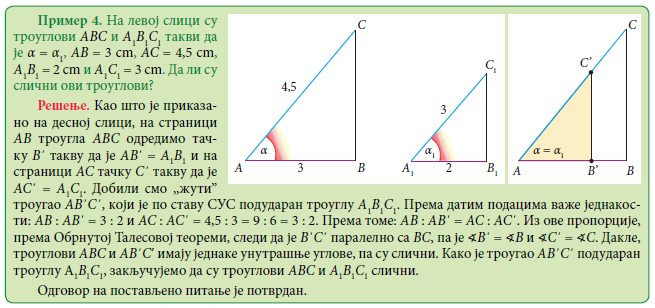 Пример 4. На левој слици су
троуглови ABC и A₁B₁C₁ такви да
је α = α₁, AB = 3 cm, AC = 4,5 cm,
A₁B₁ = 2 cm и A₁C₁ = 3 cm. Да ли су
слични ови троуглови?
Решење. Као што је приказа-
но на десној слици, на страници
AB троугла ABC одредимо тач-
ку B' такву да је AB' = A₁B₁ и на
страници AC тачку C' такву да је
AC' = A₁C₁. Добили смо „жути”
троугао AB'C', који је по ставу СУС подударан троуглу A₁B₁C₁. Према датим подацима важе једнакос-
ти: AB : AB' = 3 : 2 и AC : AC' = 4,5 : 3 = 9 : 6 = 3 : 2. Према томе: AB : AB' = AC : AC'. Из ове пропорције,
према Обрнутој Талесовој теореми, следи да је B'C' паралелно са BC, па је ∢B' = ∢B и ∢C' = ∢C. Дакле,
троуглови ABC и AB'C' имају једнаке унутрашње углове, па су слични. Како је троугао AB'C' подударан
троуглу A₁B₁C₁, закључујемо да су троуглови ABC и A₁B₁C₁ слични.
Одговор на постављено питање је потврдан.
C
4,5
α
A
3
B
C₁
3
α₁
A₁
2
B₁
C
C'
α = α₁
A
B'
B